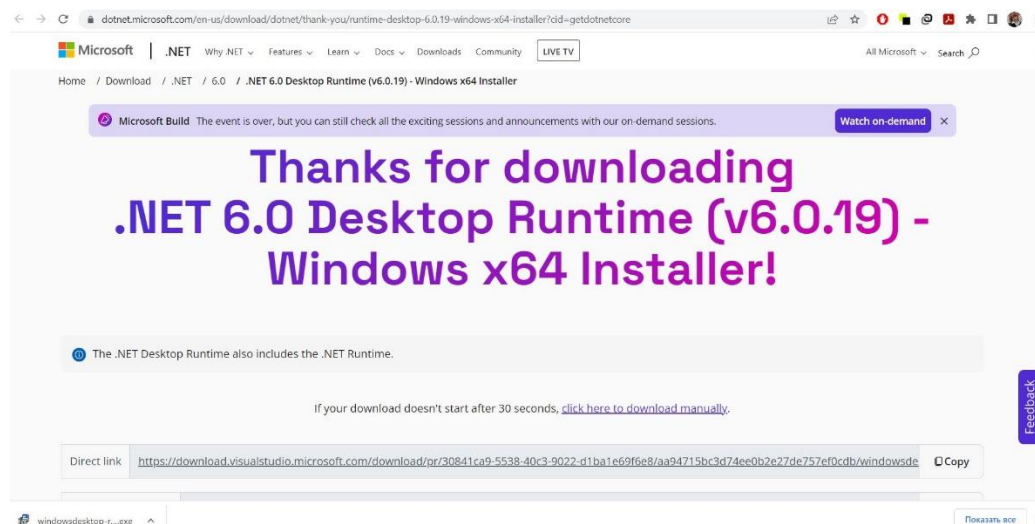 dotnet.microsoft.com/en-us/download/dotnet/thank-you/runtime-desktop-6.0.19-windows-x64-installer?cid=getdotnetcore
Microsoft .NET Why .NET Features Learn Docs Downloads Community LIVE TV All Microsoft Search
Home / Download / .NET / 6.0 / .NET 6.0 Desktop Runtime (v6.0.19) - Windows x64 Installer
Microsoft Build The event is over, but you can still check all the exciting sessions and announcements with our on-demand sessions. Watch on-demand
Thanks for downloading
.NET 6.0 Desktop Runtime (v6.0.19) -
Windows x64 Installer!
The .NET Desktop Runtime also includes the .NET Runtime.
Feedback
If your download doesn't start after 30 seconds, click here to download manually.
Direct link https://download.visualstudio.microsoft.com/download/pr/30841ca9-5538-40c3-9022-d1ba1e69f6e8/aa94715bc3d74ee0b2e27de757ef0cdb/windowsde Copy
windowsdesktop-r....exe Показать все